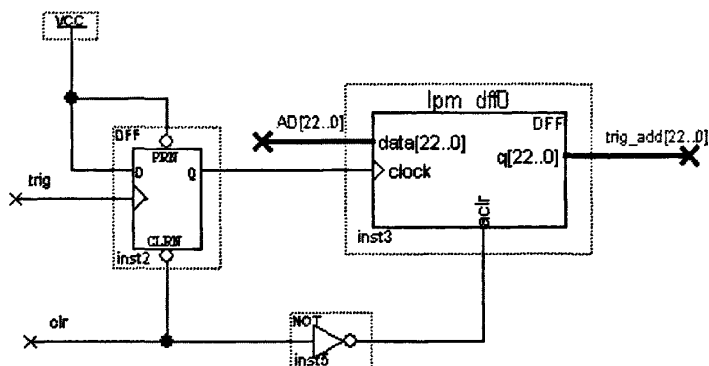 VCC
lpm_dff0
DFF
PRN
D
Q
CLRN
inst2
trig
AD[22..0]
data[22..0]
clock
DFF
q[22..0]
aclr
inst3
trig_add[22..0]
clr
NOT
inst5